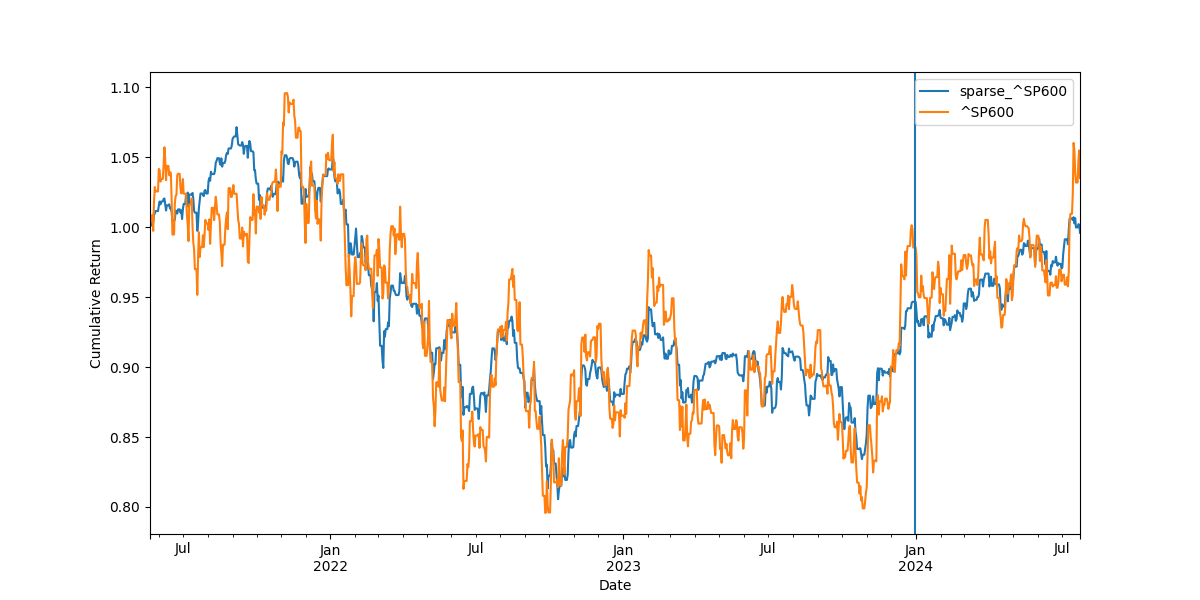 sparse_^SP600
^SP600
Cumulative Return
1.10
1.05
1.00
0.95
0.90
0.85
0.80
Jul
Jan
2022
Jul
Jan
2023
Jul
Jan
2024
Jul
Date